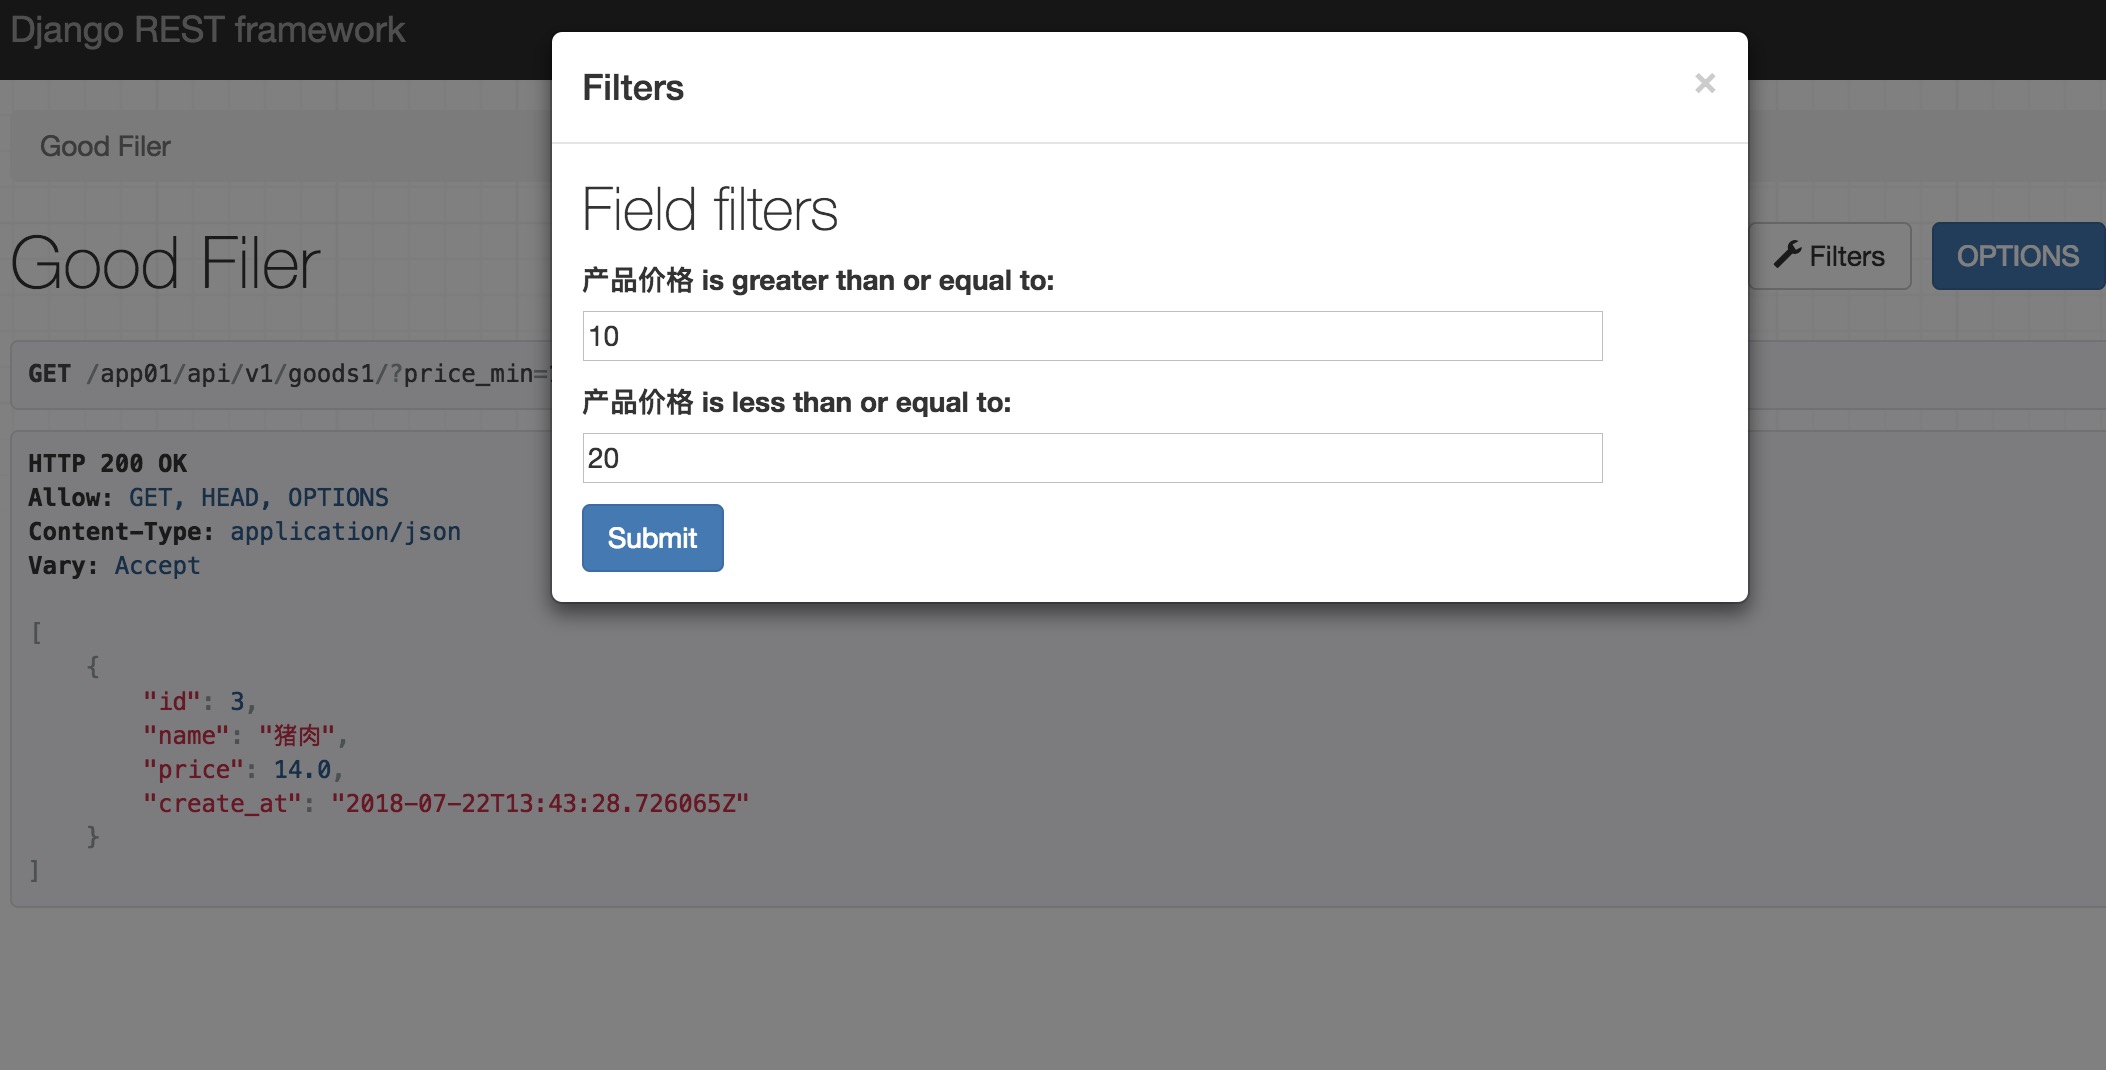 Django REST framework
Filters
×
Good Filer
Field filters
Good Filer
Filters
OPTIONS
产品价格 is greater than or equal to:
10
GET /app01/api/v1/goods1/?price_min=
产品价格 is less than or equal to:
20
Submit
HTTP 200 OK
Allow: GET, HEAD, OPTIONS
Content-Type: application/json
Vary: Accept
[
{
"id": 3,
"name": "猪肉",
"price": 14.0,
"create_at": "2018-07-22T13:43:28.726065Z"
}
]